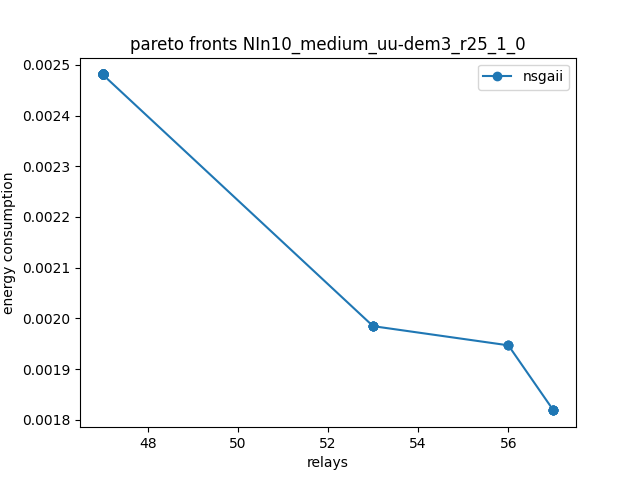 pareto fronts NIn10_medium_uu-dem3_r25_1_0
nsgaii
energy consumption
0.0025
0.0024
0.0023
0.0022
0.0021
0.0020
0.0019
0.0018
48 50 52 54 56
relays